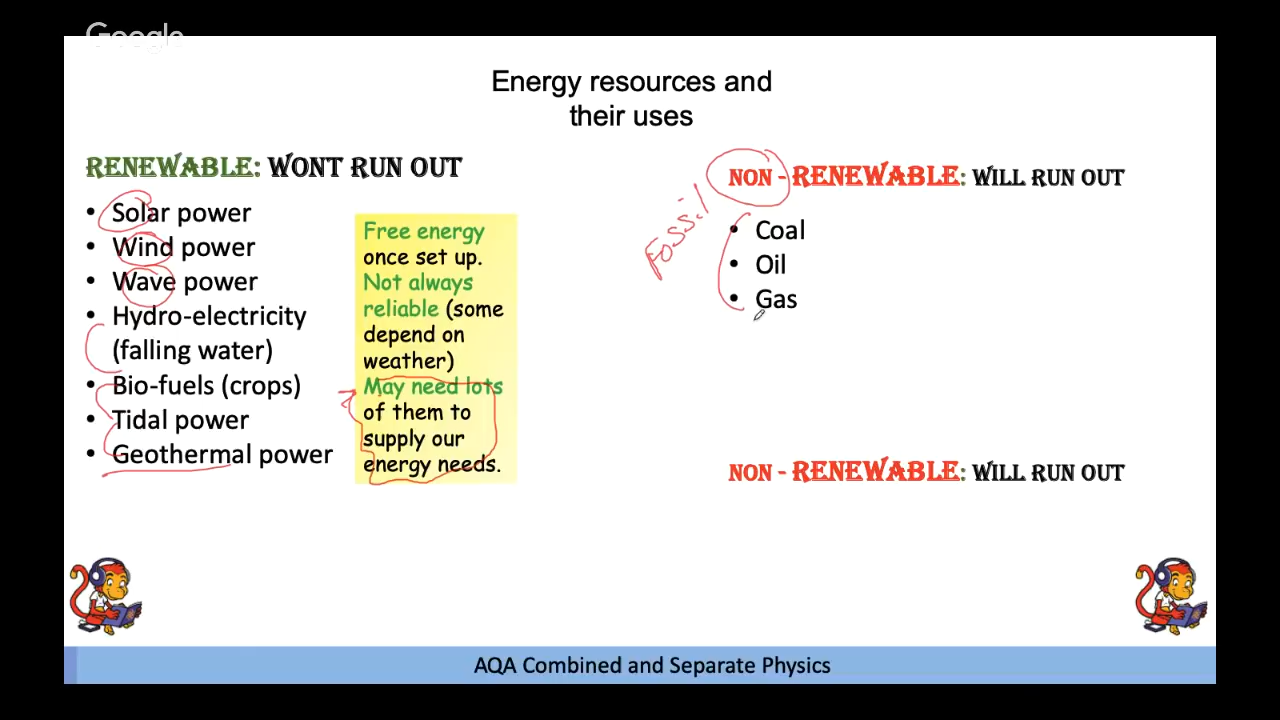 Google
Energy resources and
their uses
RENEWABLE: WONT RUN OUT
• Solar power
• Wind power
• Wave power
• Hydro-electricity
(falling water)
• Bio-fuels (crops)
• Tidal power
• Geothermal power
Free energy
once set up.
Not always
reliable (some
depend on
weather)
May need lots
of them to
supply our
energy needs.
NON - RENEWABLE: WILL RUN OUT
Fossil
• Coal
• Oil
• Gas
NON - RENEWABLE: WILL RUN OUT
AQA Combined and Separate Physics